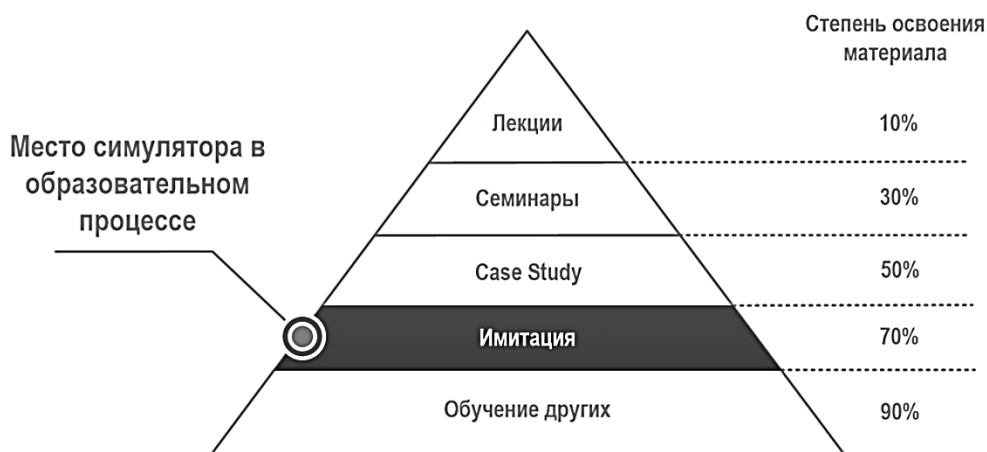 Степень освоения
материала
Лекции
10%
Место симулятора в
образовательном
процессе
Семинары
30%
Case Study
50%
Имитация
70%
Обучение других
90%